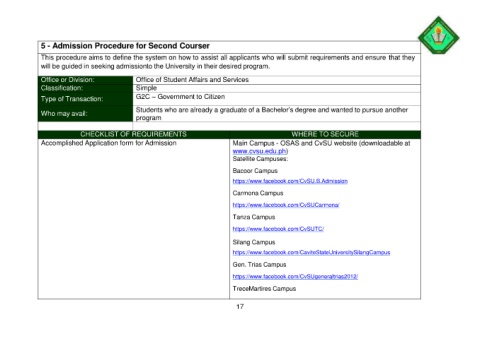 5 - Admission Procedure for Second Courser
This procedure aims to define the system on how to assist all applicants who will submit requirements and ensure that they
will be guided in seeking admissionto the University in their desired program.
Office or Division: Office of Student Affairs and Services
Classification: Simple
Type of Transaction: G2C – Government to Citizen
Who may avail: Students who are already a graduate of a Bachelor's degree and wanted to pursue another
program
CHECKLIST OF REQUIREMENTS WHERE TO SECURE
Accomplished Application form for Admission Main Campus - OSAS and CvSU website (downloadable at
www.cvsu.edu.ph)
Satellite Campuses:
Bacoor Campus
https://www.facebook.com/CvSU.B.Admission
Carmona Campus
https://www.facebook.com/CvSUCarmona/
Tanza Campus
https://www.facebook.com/CvSUTC/
Silang Campus
https://www.facebook.com/CaviteStateUniversitySilangCampus
Gen. Trias Campus
https://www.facebook.com/CvSUgeneraltrias2012/
TreceMartires Campus
17